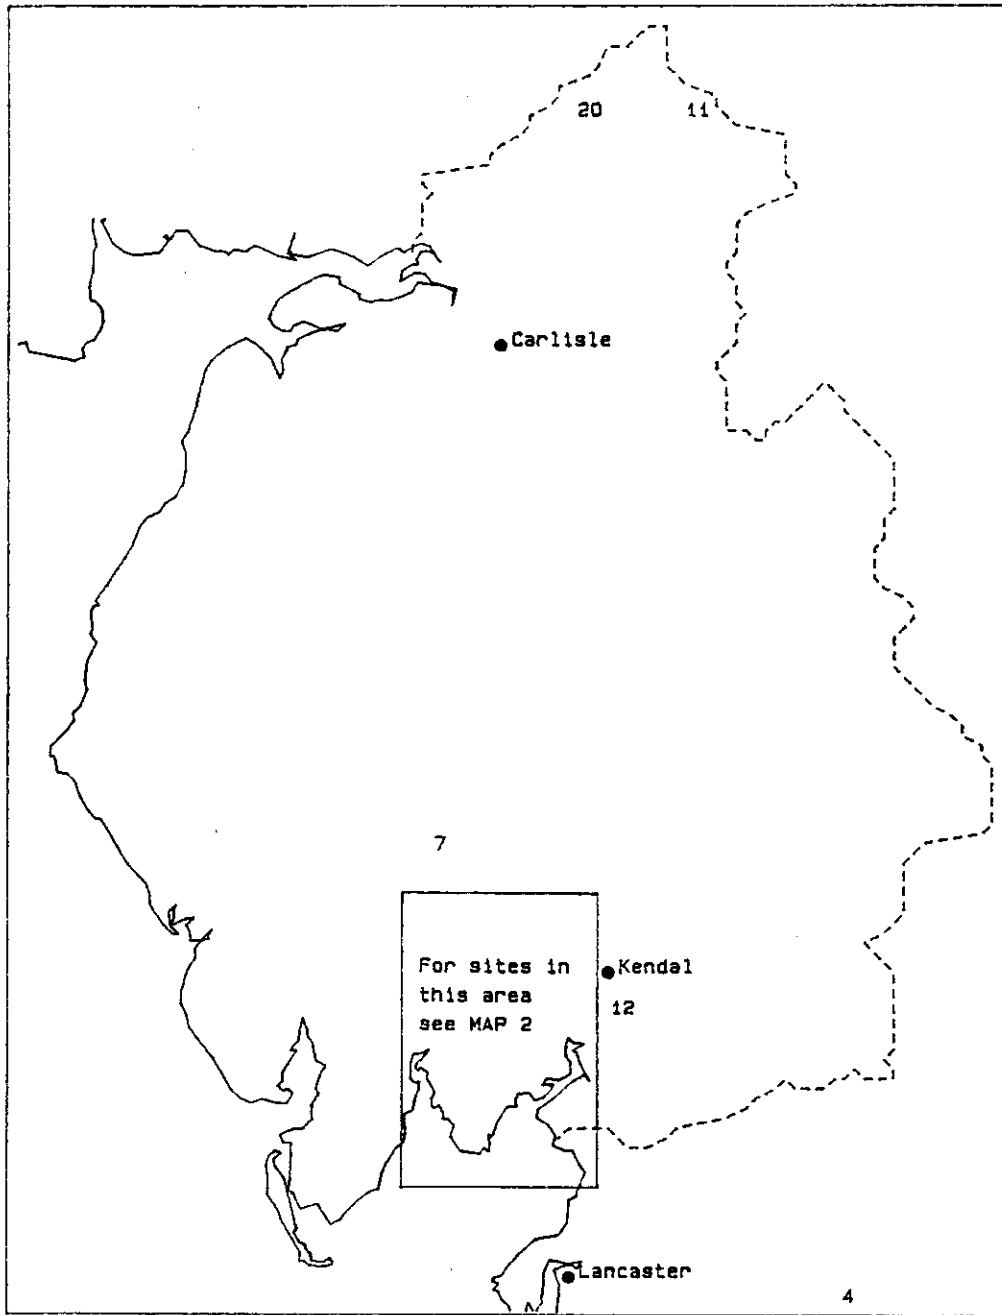 20
11
Carlisle
7
For sites in
this area
see MAP 2
Kendal
12
Lancaster
4